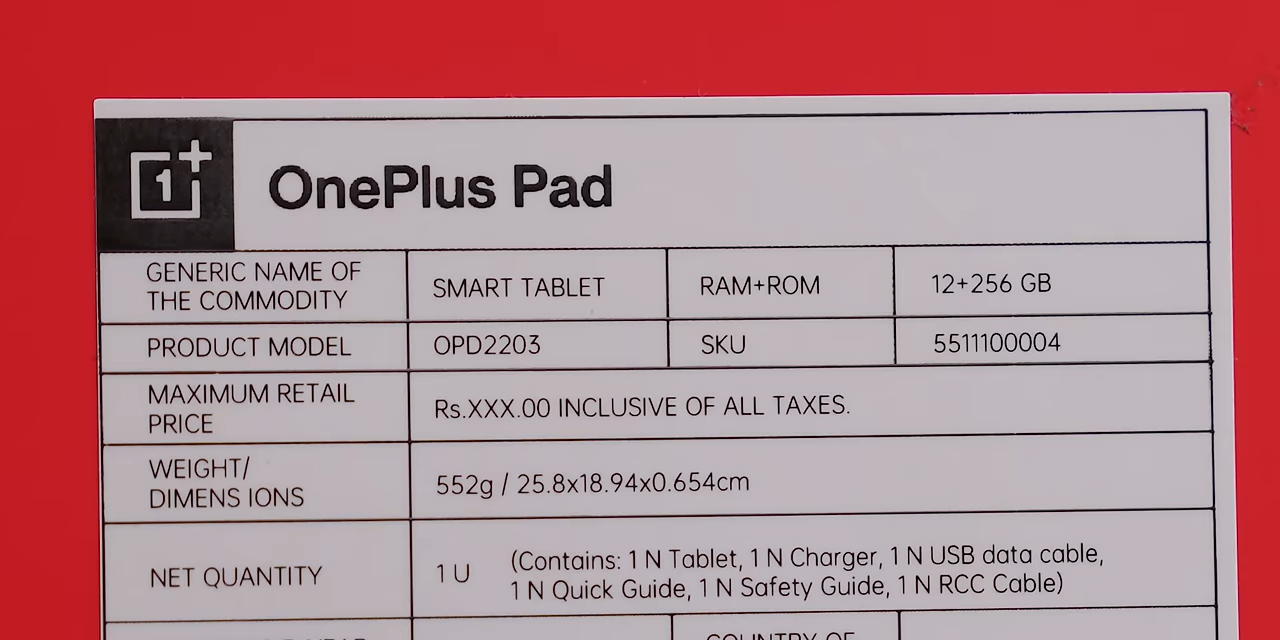 1+
OnePlus Pad
GENERIC NAME OF
THE COMMODITY
SMART TABLET
RAM+ROM
12+256 GB
PRODUCT MODEL
OPD2203
SKU
5511100004
MAXIMUM RETAIL
PRICE
Rs.XXX.00 INCLUSIVE OF ALL TAXES.
WEIGHT/
DIMENS IONS
552g / 25.8x18.94x0.654cm
NET QUANTITY
1 U
(Contains: 1 N Tablet, 1 N Charger, 1 N USB data cable,
1 N Quick Guide, 1 N Safety Guide, 1 N RCC Cable)
COUNTRY OF